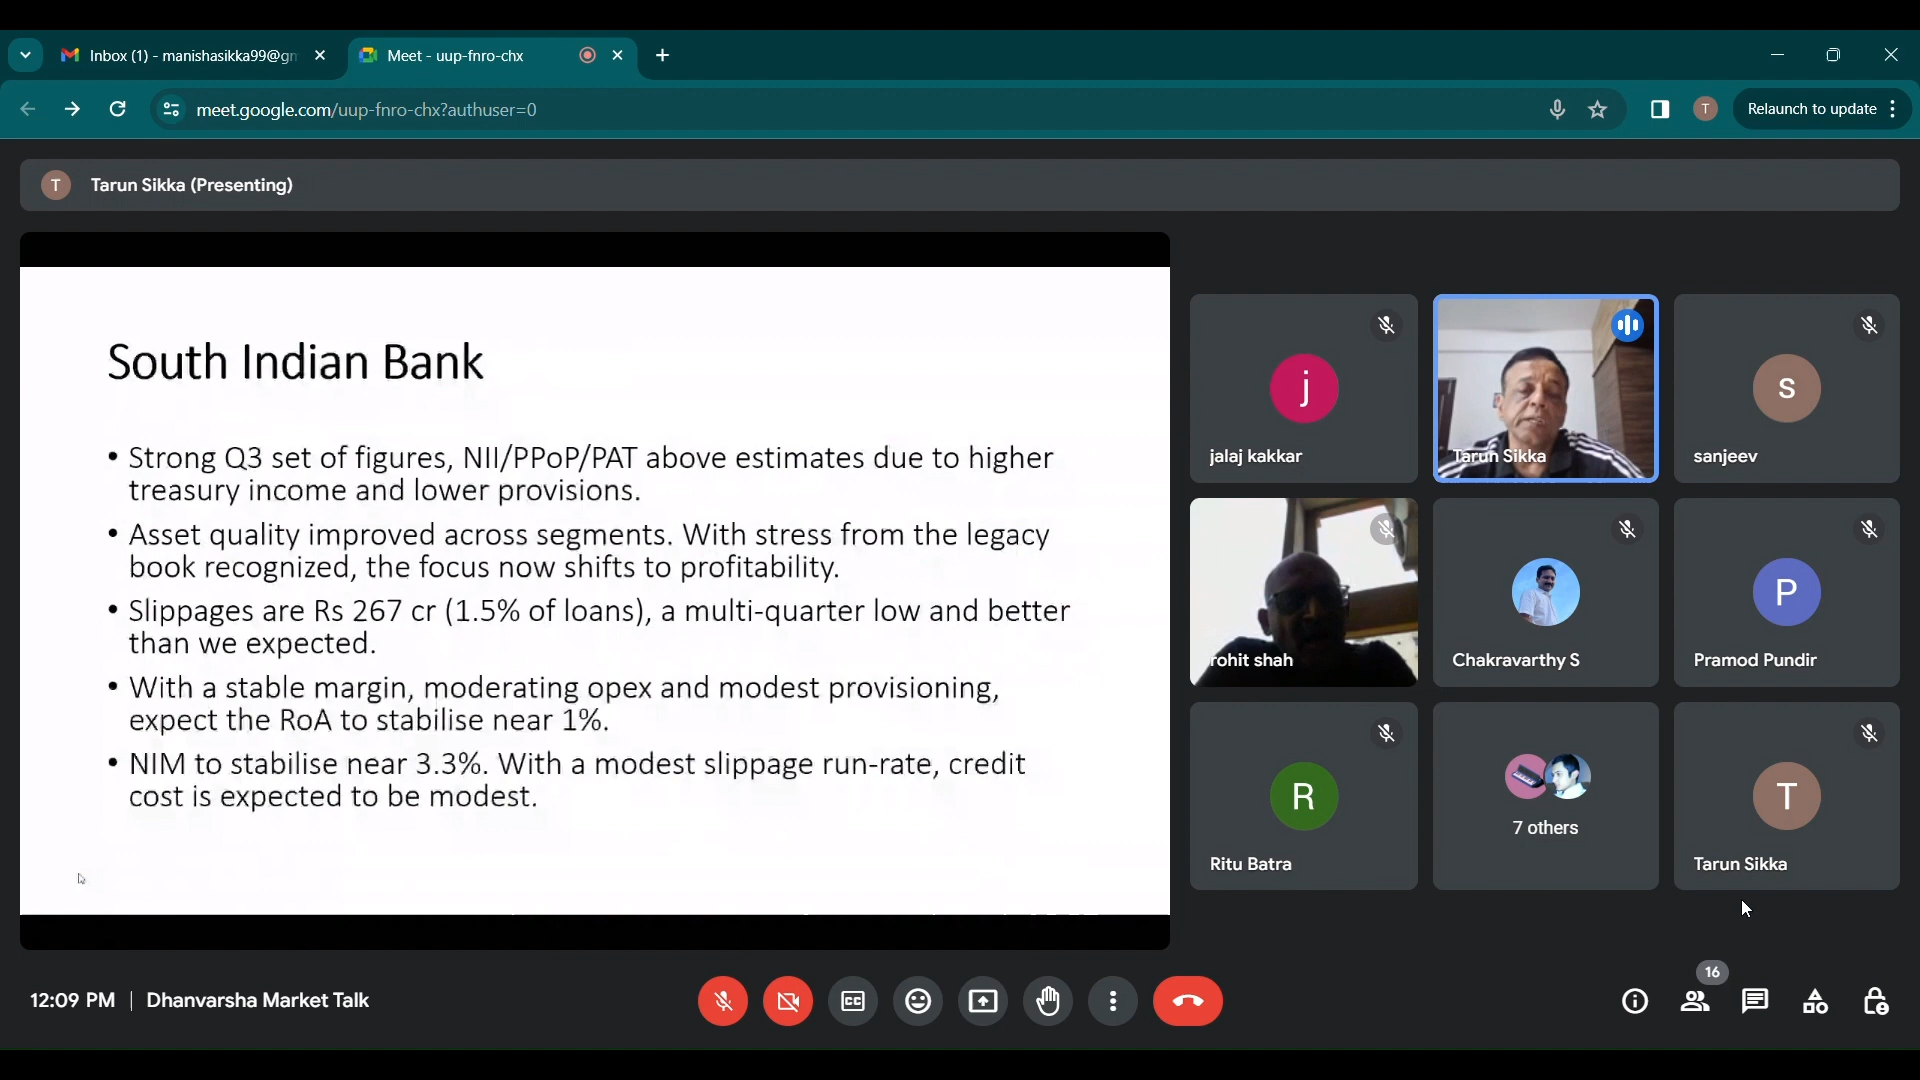 Inbox (1) - manishasikka99@gm
Meet - uup-fnro-chx
meet.google.com/uup-fnro-chx?authuser=0
T
Relaunch to update
T
Tarun Sikka (Presenting)
South Indian Bank
• Strong Q3 set of figures, NII/PPoP/PAT above estimates due to higher
treasury income and lower provisions.
• Asset quality improved across segments. With stress from the legacy
book recognized, the focus now shifts to profitability.
• Slippages are Rs 267 cr (1.5% of loans), a multi-quarter low and better
than we expected.
• With a stable margin, moderating opex and modest provisioning,
expect the RoA to stabilise near 1%.
• NIM to stabilise near 3.3%. With a modest slippage run-rate, credit
cost is expected to be modest.
j
jalaj kakkar
Tarun Sikka
s
sanjeev
rohit shah
Chakravarthy S
P
Pramod Pundir
R
Ritu Batra
7 others
T
Tarun Sikka
12:09 PM | Dhanvarsha Market Talk
CC
16